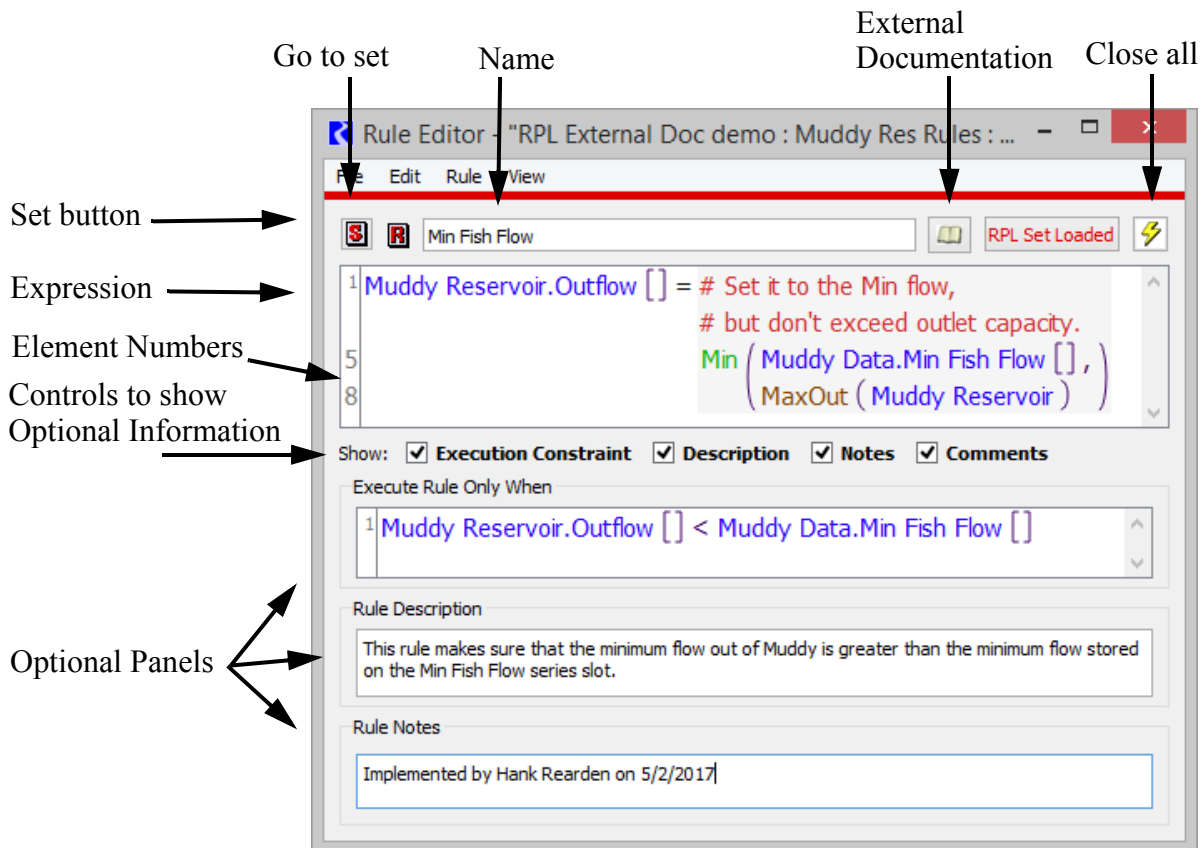 External
Go to set Name Documentation Close all
Rule Editor - "RPL External Doc demo : Muddy Res Rules : ...
File Edit Rule View
Set button
S R Min Fish Flow RPL Set Loaded
Expression
1 Muddy Reservoir.Outflow [] = # Set it to the Min flow,
# but don't exceed outlet capacity.
Element Numbers
5 Min ( Muddy Data.Min Fish Flow [] ,
8 MaxOut ( Muddy Reservoir ) )
Controls to show
Optional Information
Show: Execution Constraint Description Notes Comments
Execute Rule Only When
1 Muddy Reservoir.Outflow [] < Muddy Data.Min Fish Flow []
Rule Description
This rule makes sure that the minimum flow out of Muddy is greater than the minimum flow stored
on the Min Fish Flow series slot.
Optional Panels
Rule Notes
Implemented by Hank Rearden on 5/2/2017